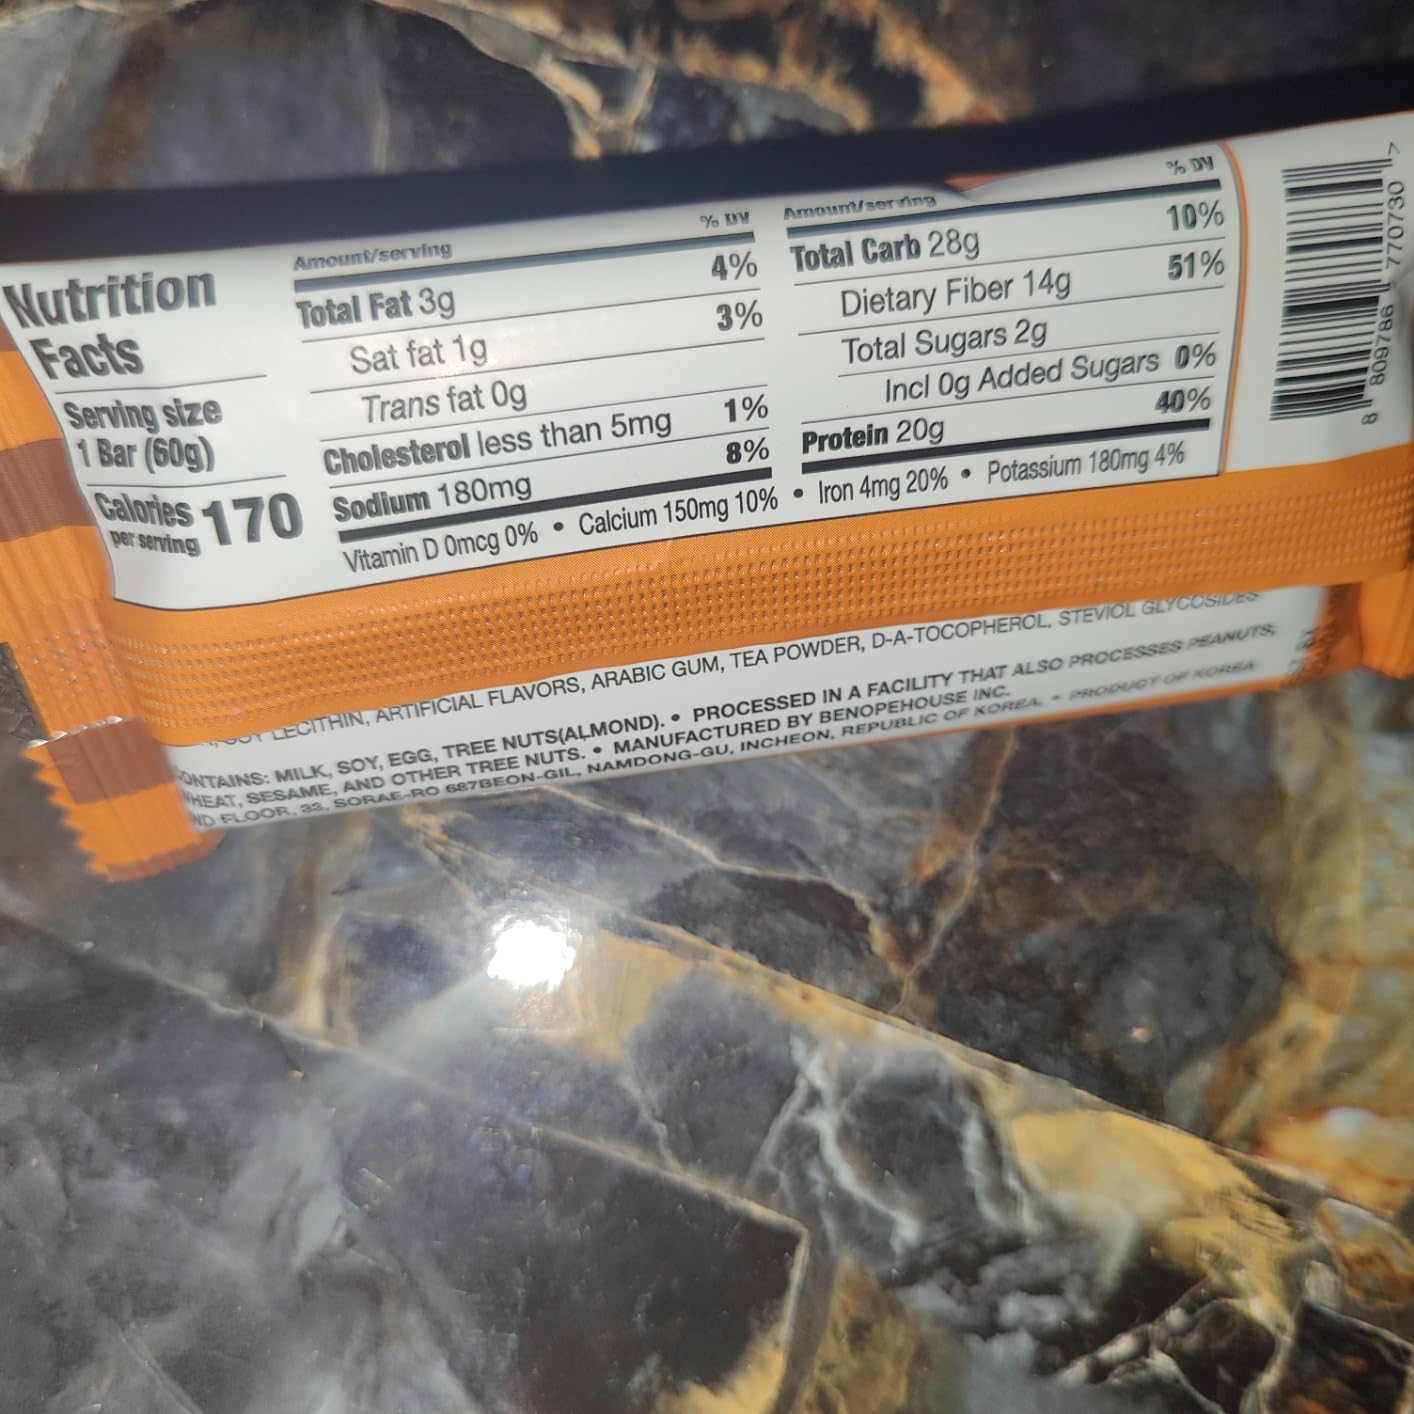 Nutrition
Facts
Serving size
1 Bar (60g)
Calories 170
per serving
Amount/serving % DV
Total Fat 3g 4%
Sat fat 1g 3%
Trans fat 0g
Cholesterol less than 5mg 1%
Sodium 180mg 8%
Amount/serving % DV
Total Carb 28g 10%
Dietary Fiber 14g 51%
Total Sugars 2g
Incl 0g Added Sugars 0%
Protein 20g 40%
Vitamin D 0mcg 0% • Calcium 150mg 10% • Iron 4mg 20% • Potassium 180mg 4%
8 809786 770730 7
LECITHIN, ARTIFICIAL FLAVORS, ARABIC GUM, TEA POWDER, D-A-TOCOPHEROL, STEVIOL GLYCOSIDES
ONTAINS: MILK, SOY, EGG, TREE NUTS(ALMOND). • PROCESSED IN A FACILITY THAT ALSO PROCESSES PEANUTS,
HEAT, SESAME, AND OTHER TREE NUTS. • MANUFACTURED BY BENOPEHOUSE INC.
ND FLOOR, 33, SORAE-RO 687BEON-GIL, NAMDONG-GU, INCHEON, REPUBLIC OF KOREA, • PRODUCT OF KOREA